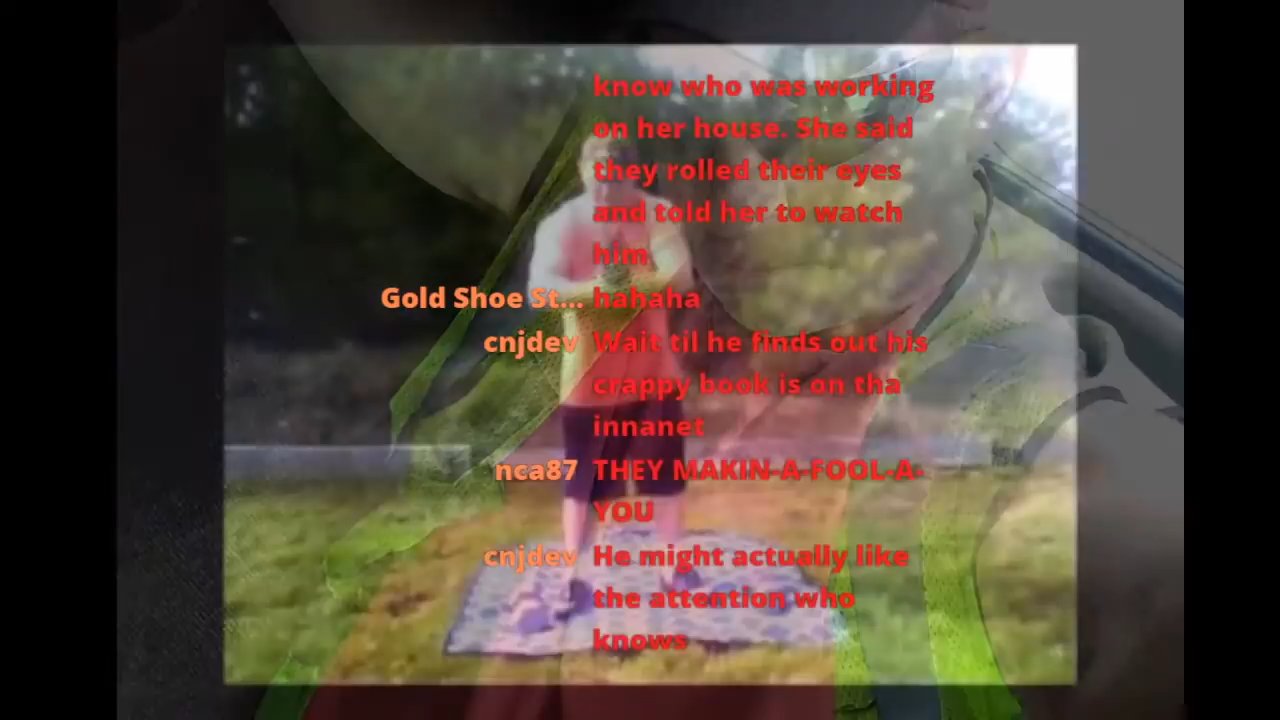 know who was working
on her house. She said
they rolled their eyes
and told her to watch
him
Gold Shoe St... hahaha
cnjdev Wait til he finds out his
crappy book is on tha
innanet
nca87 THEY MAKIN-A-FOOL-A-
YOU
cnjdev He might actually like
the attention who
knows